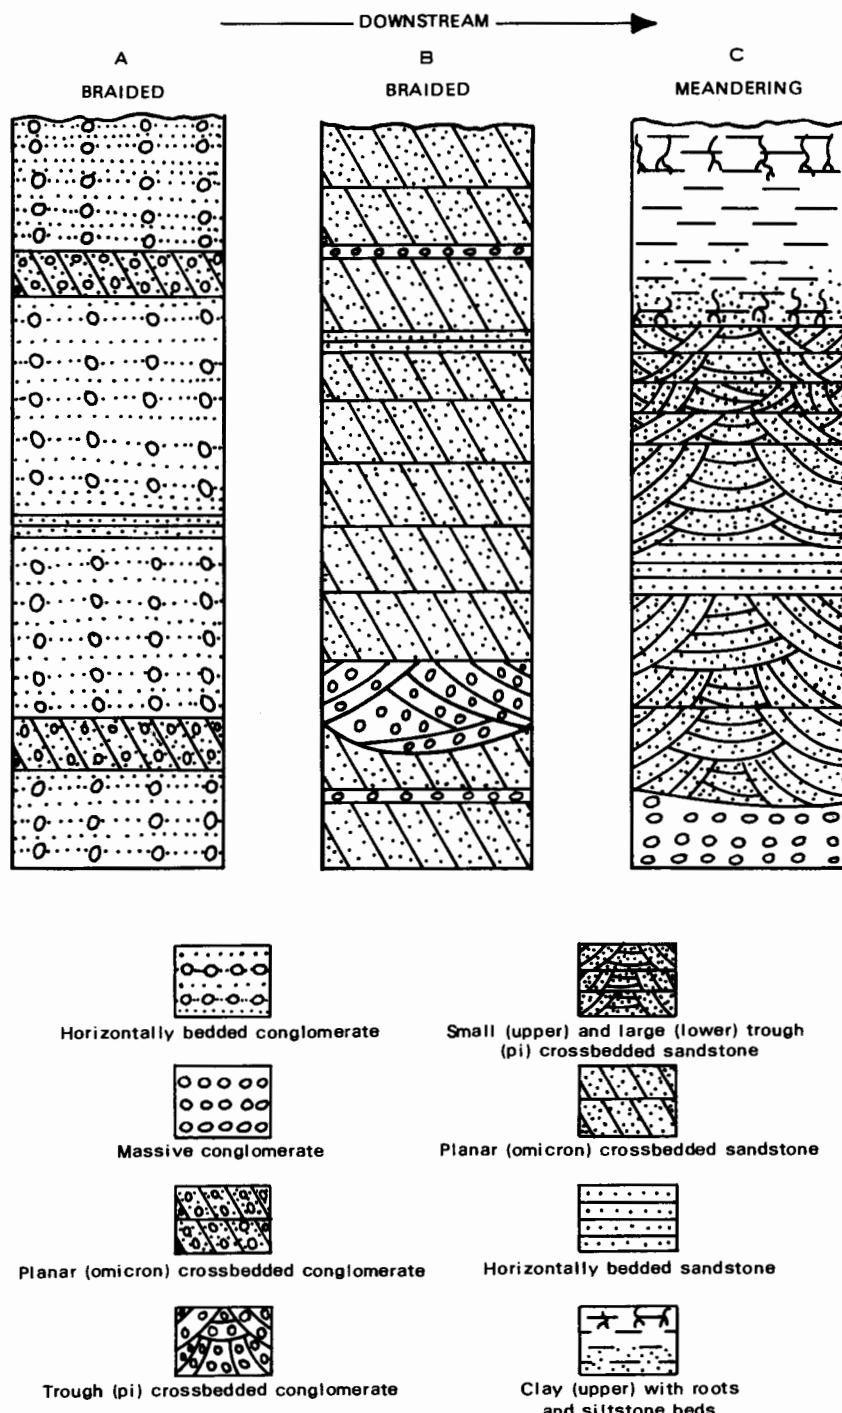 DOWNSTREAM
A
B
C
BRAIDED
BRAIDED
MEANDERING
Horizontally bedded conglomerate
Small (upper) and large (lower) trough
(pi) crossbedded sandstone
Massive conglomerate
Planar (omicron) crossbedded sandstone
Planar (omicron) crossbedded conglomerate
Horizontally bedded sandstone
Trough (pi) crossbedded conglomerate
Clay (upper) with roots
and siltstone beds